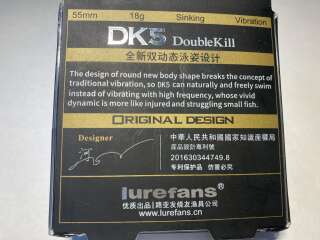 55mm 18g Sinking Vibration
DK5 DoubleKill
全新双动态泳姿设计
The design of round new body shape breaks the concept of
traditional vibration, so DK5 can naturally and freely swim
instead of vibrating with high frequency, whose vivid
dynamic is more like injured and struggling small fish.
ORIGINAL DESIGN
Designer
中華人民共和國國家知識産權局
産品設計專利號
201630344749.8
专利保护品 仿冒必究
lurefans
优质出品|路亚发烧友渔具公司
www.lurefans.cn